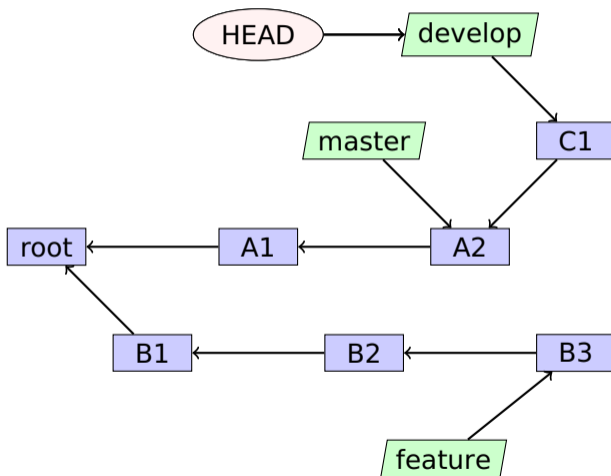 HEAD
develop
master
C1
root
A1
A2
B1
B2
B3
feature